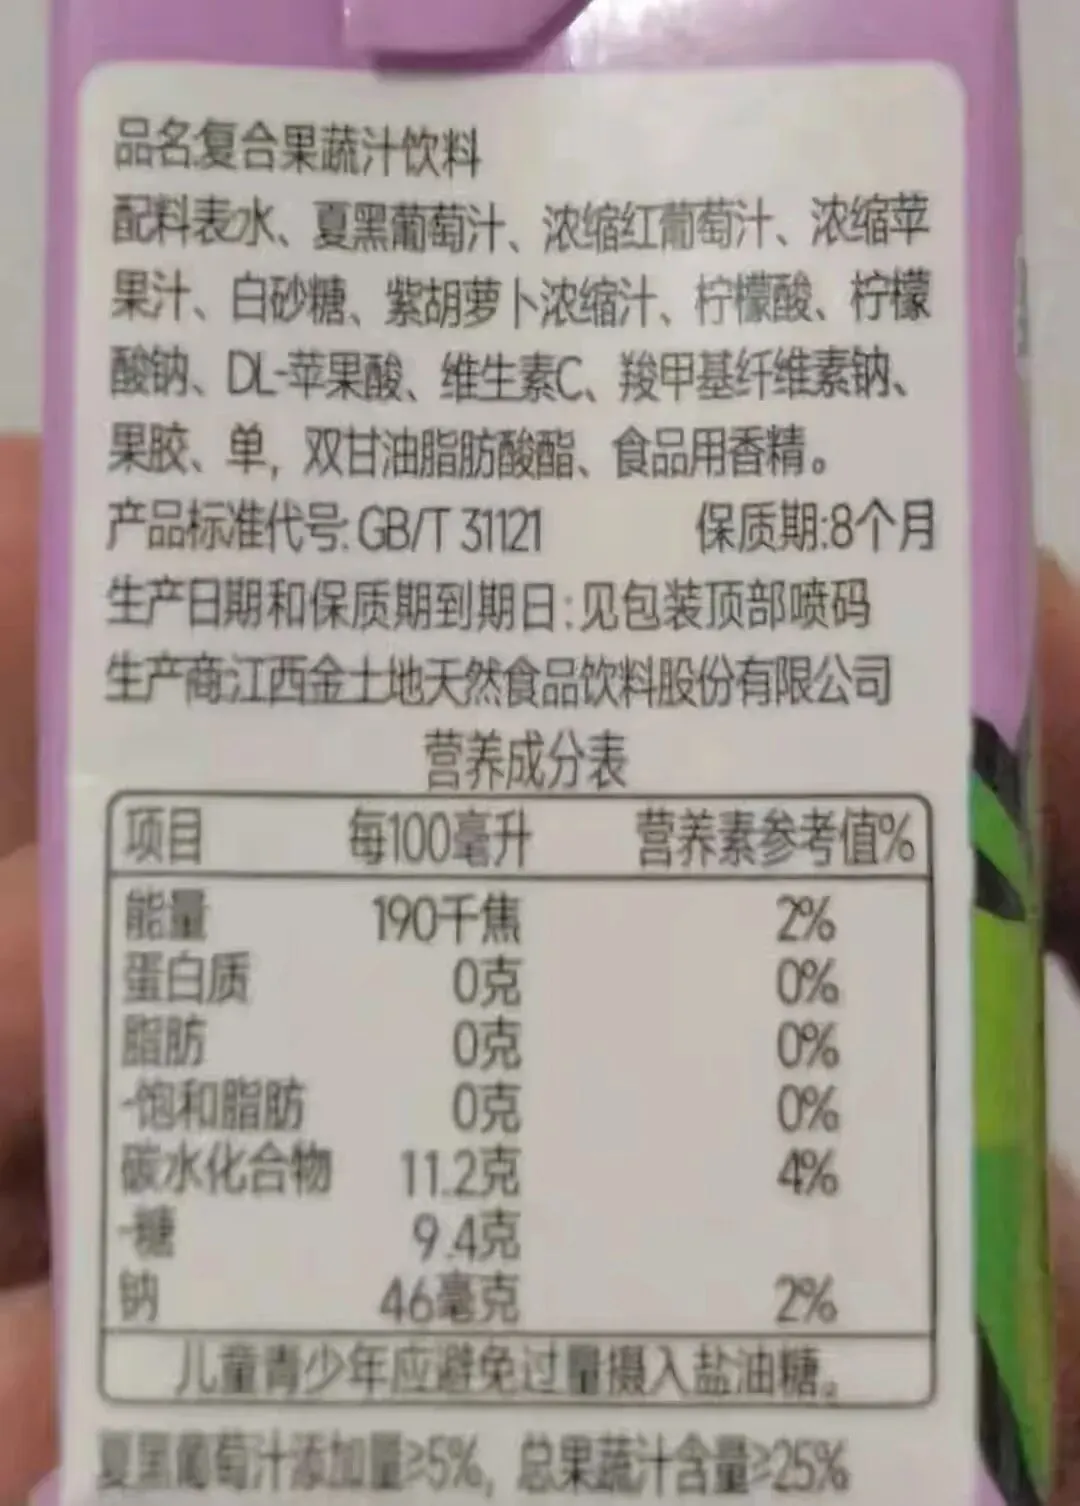 品名:复合果蔬汁饮料
配料表水、夏黑葡萄汁、浓缩红葡萄汁、浓缩苹
果汁、白砂糖、紫胡萝卜浓缩汁、柠檬酸、柠檬
酸钠、DL-苹果酸、维生素C、羧甲基纤维素钠、
果胶、单,双甘油脂肪酸酯、食品用香精。
产品标准代号:GB/T 31121 保质期:8个月
生产日期和保质期到期日:见包装顶部喷码
生产商:江西金土地天然食品饮料股份有限公司
营养成分表
项目 每100毫升 营养素参考值%
能量 190千焦 2%
蛋白质 0克 0%
脂肪 0克 0%
-饱和脂肪 0克 0%
碳水化合物 11.2克 4%
-糖 9.4克
钠 46毫克 2%
儿童青少年应避免过量摄入盐油糖。
夏黑葡萄汁添加量≥5%,总果蔬汁含量≥25%